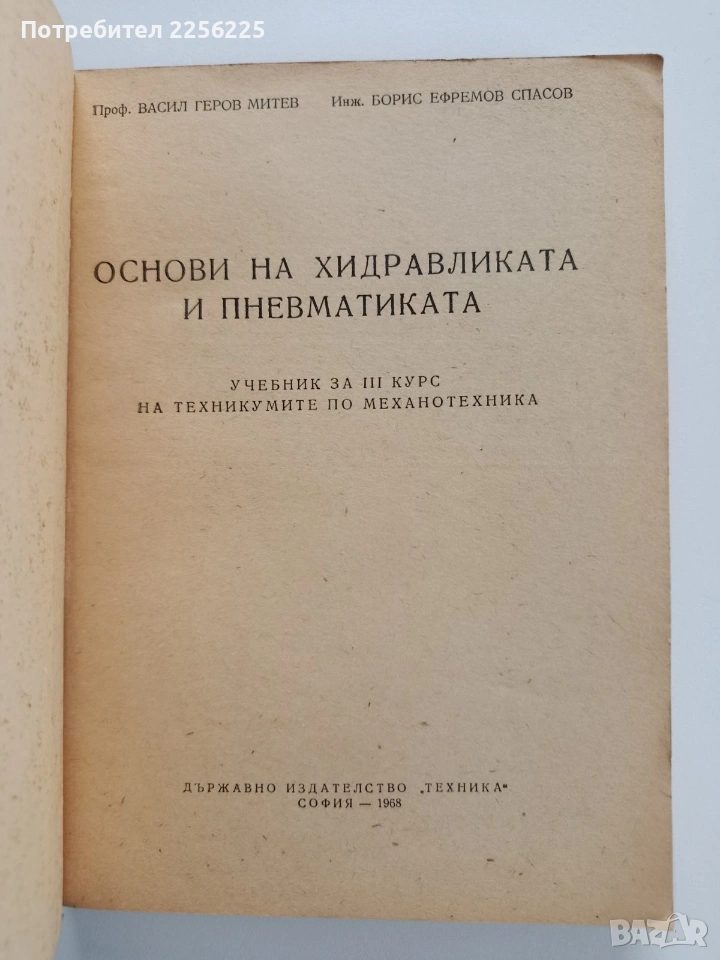 Потребител 2256225
Проф. ВАСИЛ ГЕРОВ МИТЕВ Инж. БОРИС ЕФРЕМОВ СПАСОВ
ОСНОВИ НА ХИДРАВЛИКАТА
И ПНЕВМАТИКАТА
УЧЕБНИК ЗА III КУРС
НА ТЕХНИКУМИТЕ ПО МЕХАНОТЕХНИКА
ДЪРЖАВНО ИЗДАТЕЛСТВО „ТЕХНИКА“
СОФИЯ — 1968
BAZAR